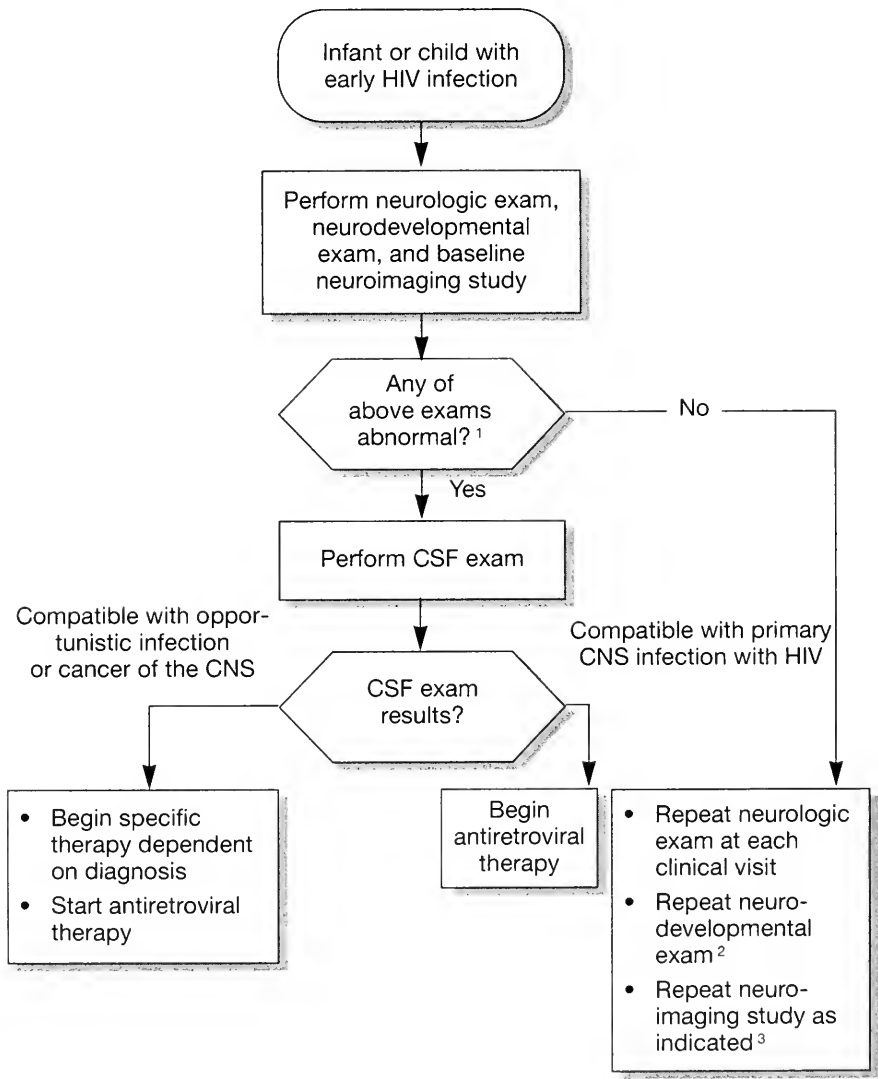 Infant or child with
early HIV infection
Perform neurologic exam,
neurodevelopmental
exam, and baseline
neuroimaging study
Any of
above exams
abnormal? 1
No
Yes
Perform CSF exam
Compatible with oppor-
tunistic infection
or cancer of the CNS
Compatible with primary
CNS infection with HIV
CSF exam
results?
• Begin specific
therapy dependent
on diagnosis
• Start antiretroviral
therapy
Begin
antiretroviral
therapy
• Repeat neurologic
exam at each
clinical visit
• Repeat neuro-
developmental
exam 2
• Repeat neuro-
imaging study as
indicated 3